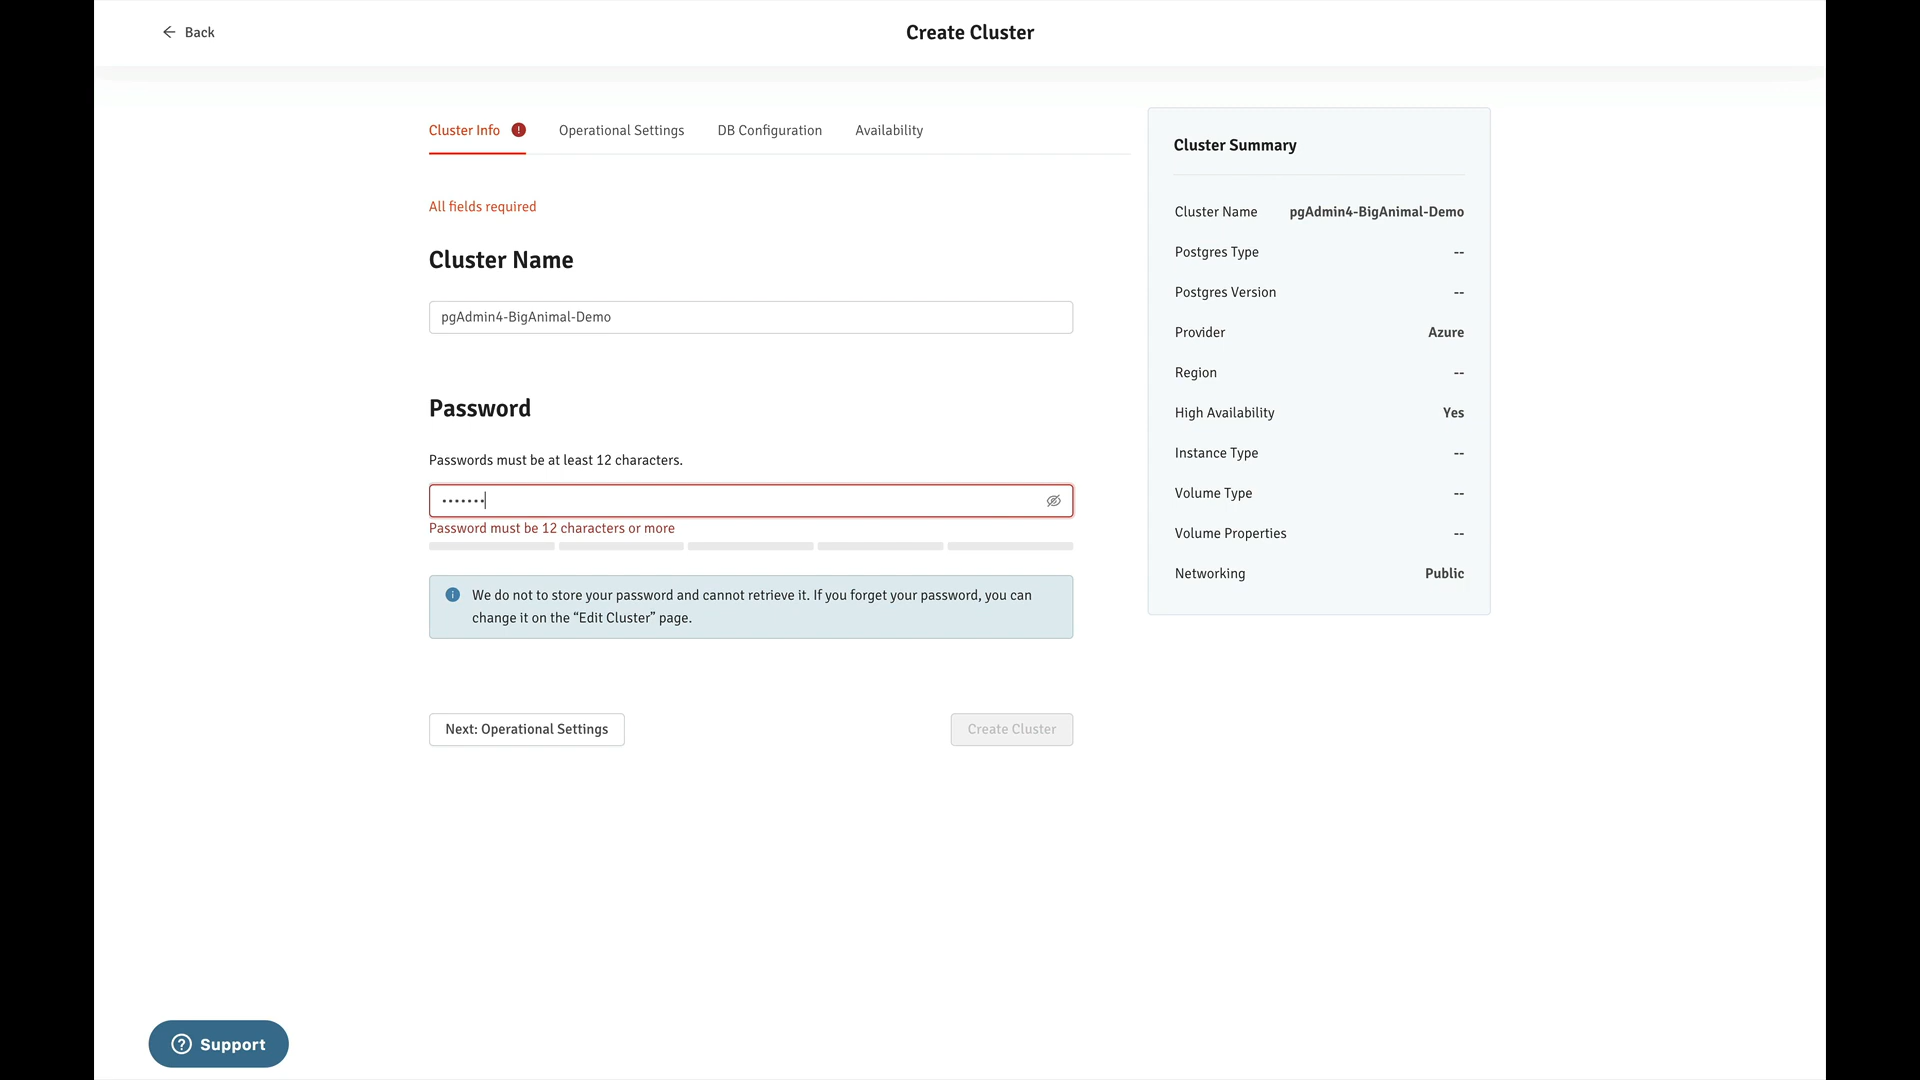 Back
Create Cluster
Cluster Info
Operational Settings
DB Configuration
Availability
All fields required
Cluster Name
pgAdmin4-BigAnimal-Demo
Password
Passwords must be at least 12 characters.
•••••••
Password must be 12 characters or more
We do not to store your password and cannot retrieve it. If you forget your password, you can
change it on the “Edit Cluster” page.
Next: Operational Settings
Create Cluster
Cluster Summary
Cluster Name pgAdmin4-BigAnimal-Demo
Postgres Type --
Postgres Version --
Provider Azure
Region --
High Availability Yes
Instance Type --
Volume Type --
Volume Properties --
Networking Public
Support